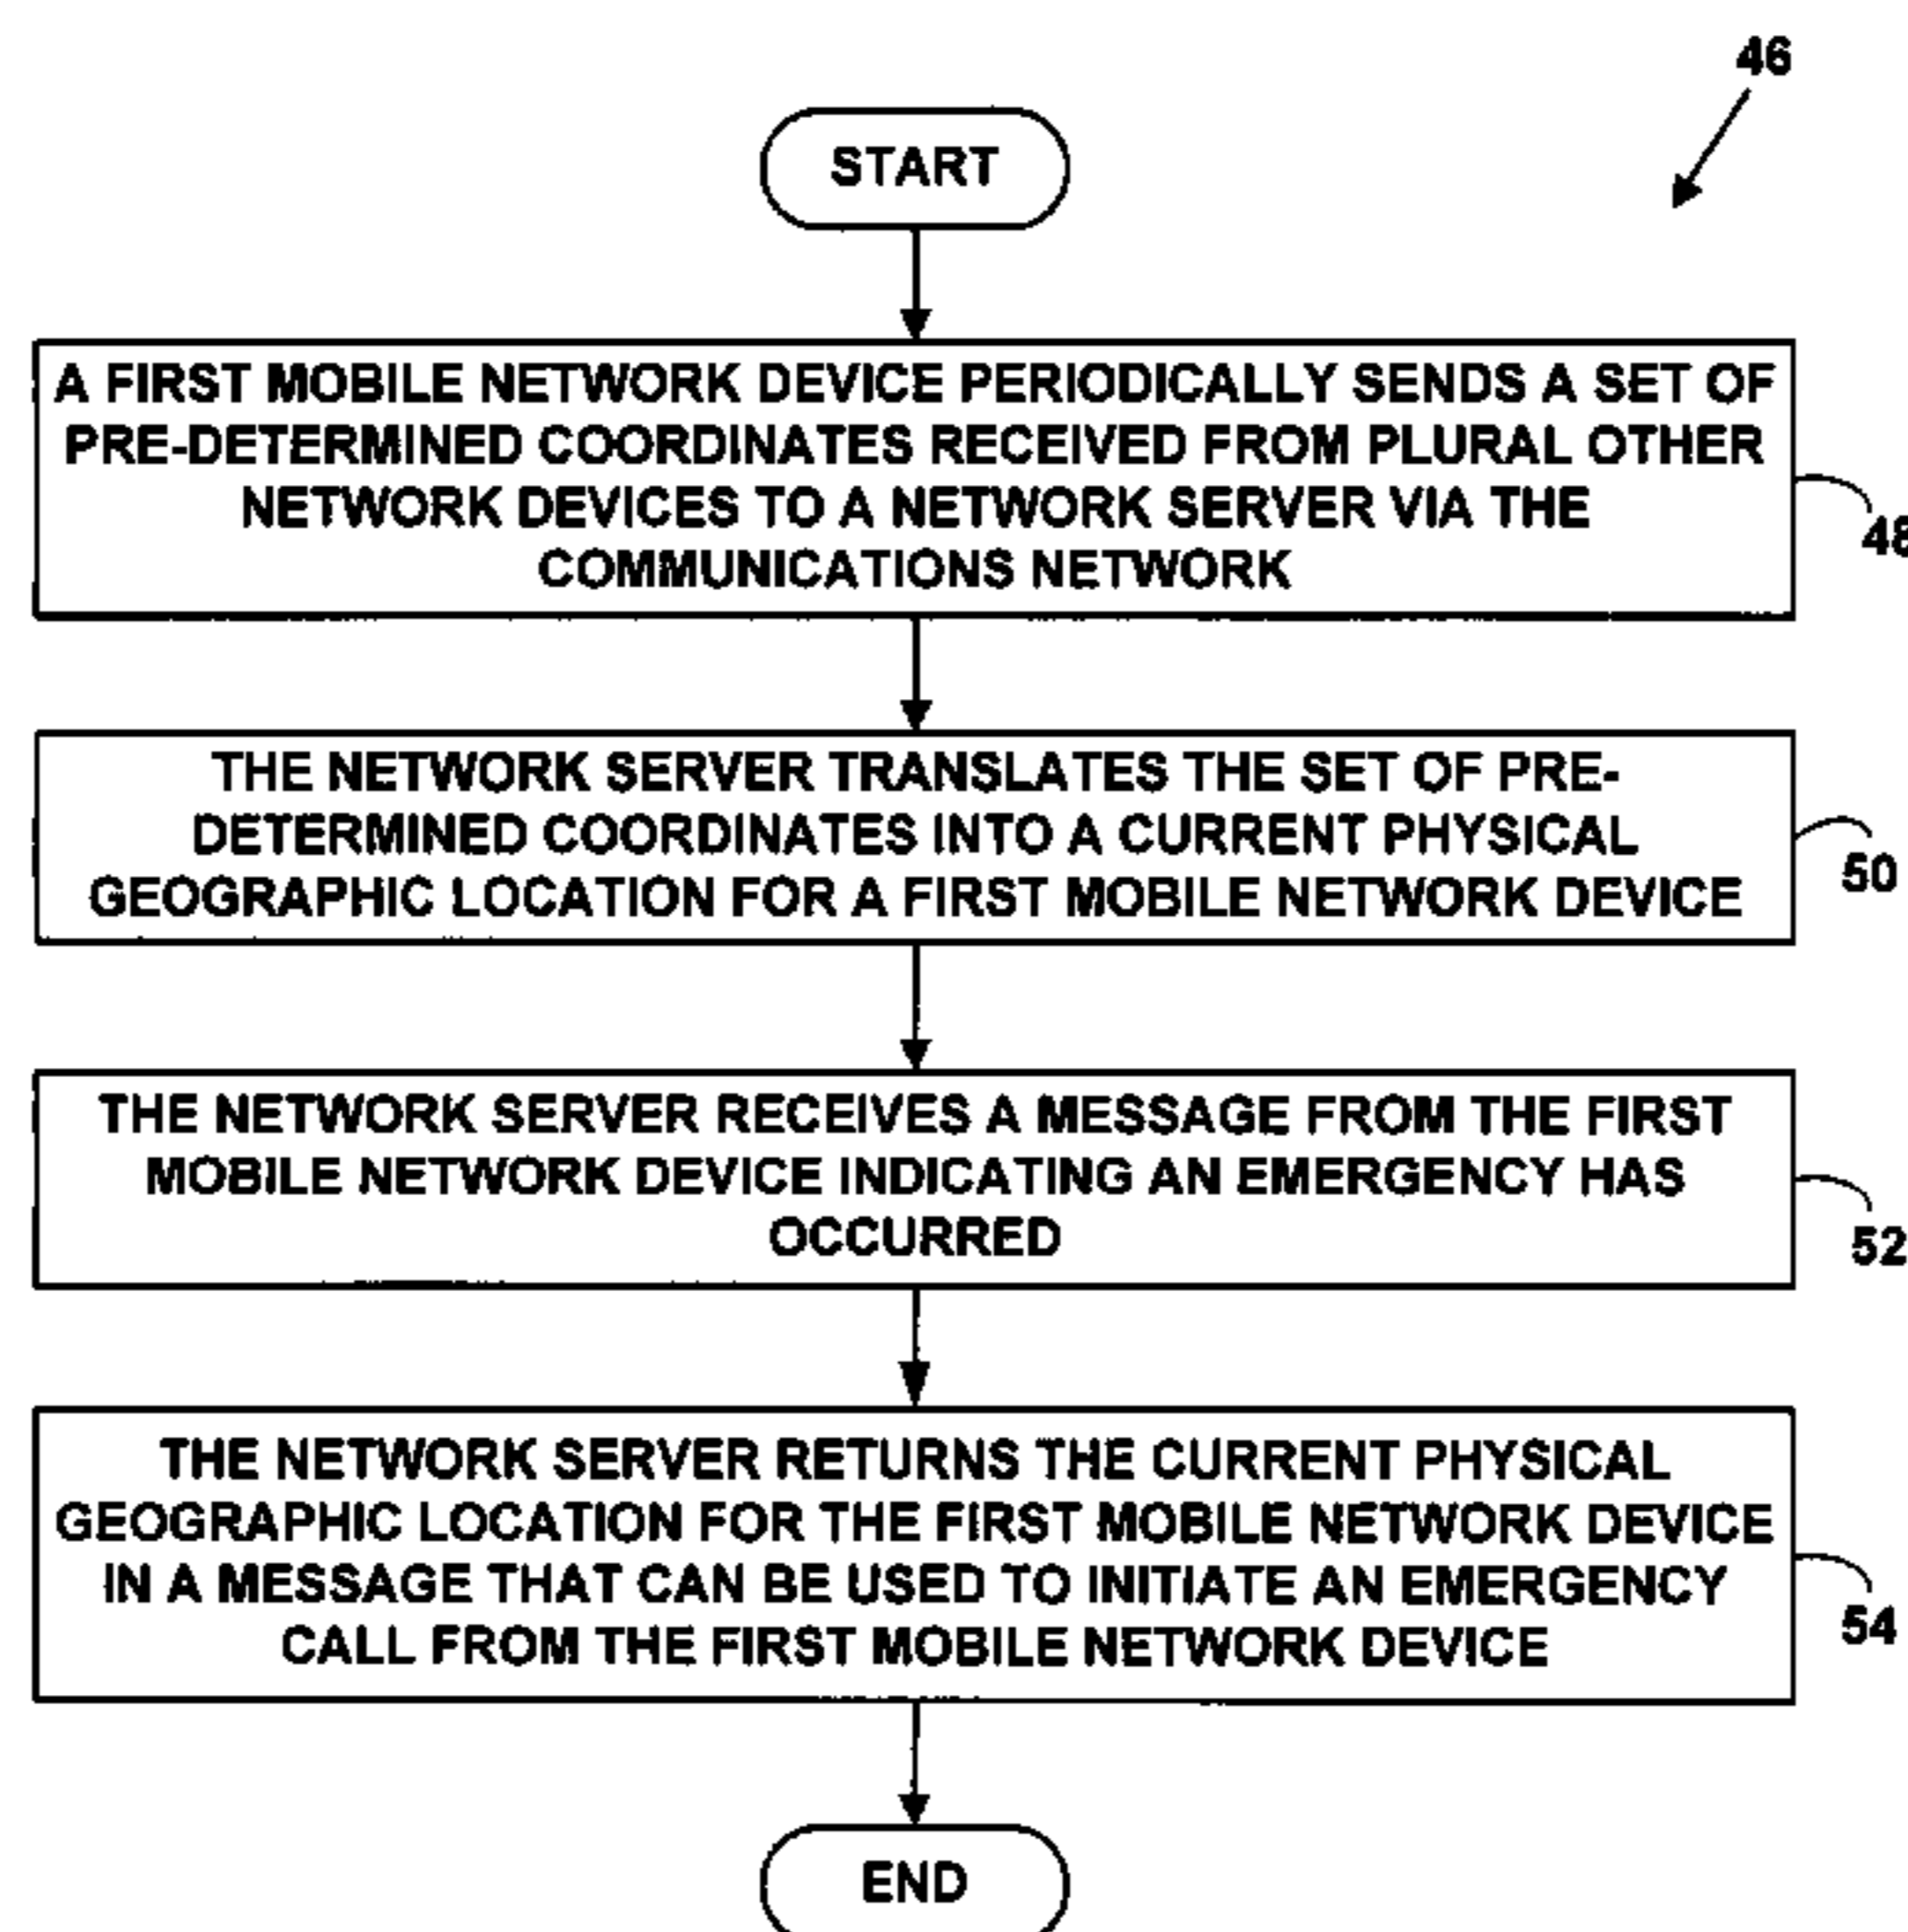 46
START
A FIRST MOBILE NETWORK DEVICE PERIODICALLY SENDS A SET OF
PRE-DETERMINED COORDINATES RECEIVED FROM PLURAL OTHER
NETWORK DEVICES TO A NETWORK SERVER VIA THE
COMMUNICATIONS NETWORK
48
THE NETWORK SERVER TRANSLATES THE SET OF PRE-
DETERMINED COORDINATES INTO A CURRENT PHYSICAL
GEOGRAPHIC LOCATION FOR A FIRST MOBILE NETWORK DEVICE
50
THE NETWORK SERVER RECEIVES A MESSAGE FROM THE FIRST
MOBILE NETWORK DEVICE INDICATING AN EMERGENCY HAS
OCCURRED
52
THE NETWORK SERVER RETURNS THE CURRENT PHYSICAL
GEOGRAPHIC LOCATION FOR THE FIRST MOBILE NETWORK DEVICE
IN A MESSAGE THAT CAN BE USED TO INITIATE AN EMERGENCY
CALL FROM THE FIRST MOBILE NETWORK DEVICE
54
END